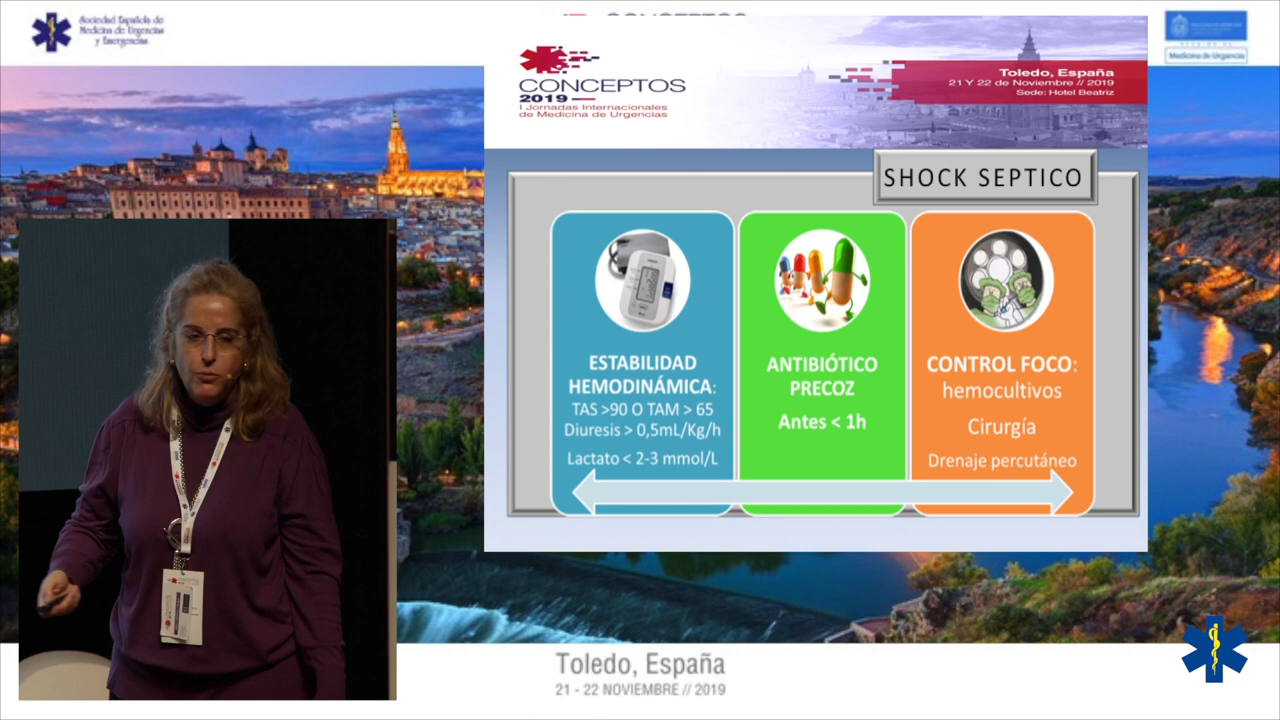 Sociedad Española de
Medicina de Urgencias
y Emergencias
CONCEPTOS
Medicina de Urgencia
CONCEPTOS
2019
I Jornadas Internacionales
de Medicina de Urgencias
Toledo, España
21 Y 22 de Noviembre // 2019
Sede: Hotel Beatriz
SHOCK SEPTICO
ESTABILIDAD
HEMODINÁMICA:
TAS >90 O TAM > 65
Diuresis > 0,5mL/Kg/h
Lactato < 2-3 mmol/L
ANTIBIÓTICO
PRECOZ
Antes < 1h
CONTROL FOCO:
hemocultivos
Cirurgía
Drenaje percutáneo
CONCEPTOS
Toledo, España
21 - 22 NOVIEMBRE // 2019